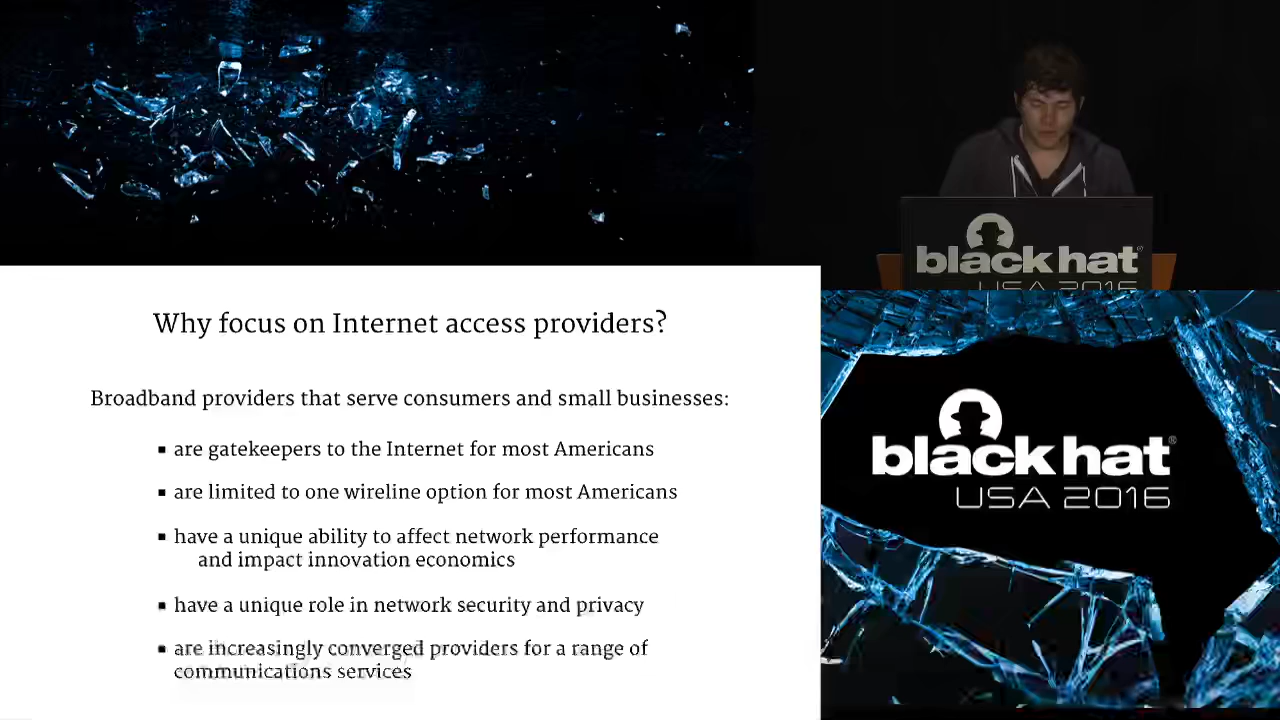 black hat®
USA 2016
Why focus on Internet access providers?
Broadband providers that serve consumers and small businesses:
▪ are gatekeepers to the Internet for most Americans
▪ are limited to one wireline option for most Americans
▪ have a unique ability to affect network performance
and impact innovation economics
▪ have a unique role in network security and privacy
▪ are increasingly converged providers for a range of
communications services
black hat®
USA 2016